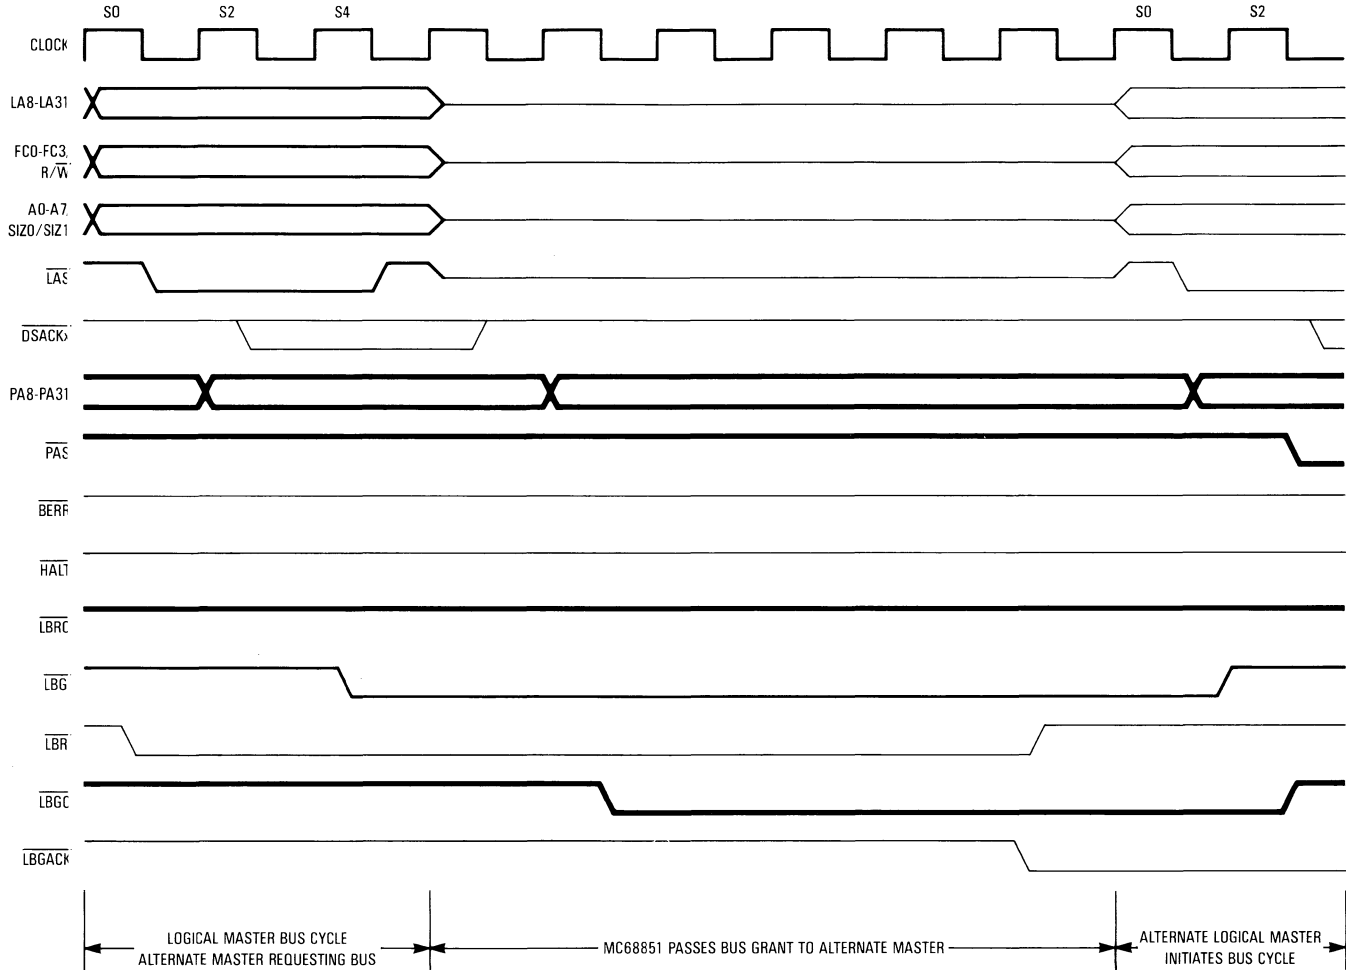 S0 S2 S4 S0 S2
CLOCK
LA8-LA31
FC0-FC3,
R/W
A0-A7,
SIZ0/SIZ1
LAS
DSACKx
PA8-PA31
PAS
BERR
HALT
LBRO
LBG
LBR
LBGO
LBGACK
LOGICAL MASTER BUS CYCLE
ALTERNATE MASTER REQUESTING BUS
MC68851 PASSES BUS GRANT TO ALTERNATE MASTER
ALTERNATE LOGICAL MASTER
INITIATES BUS CYCLE